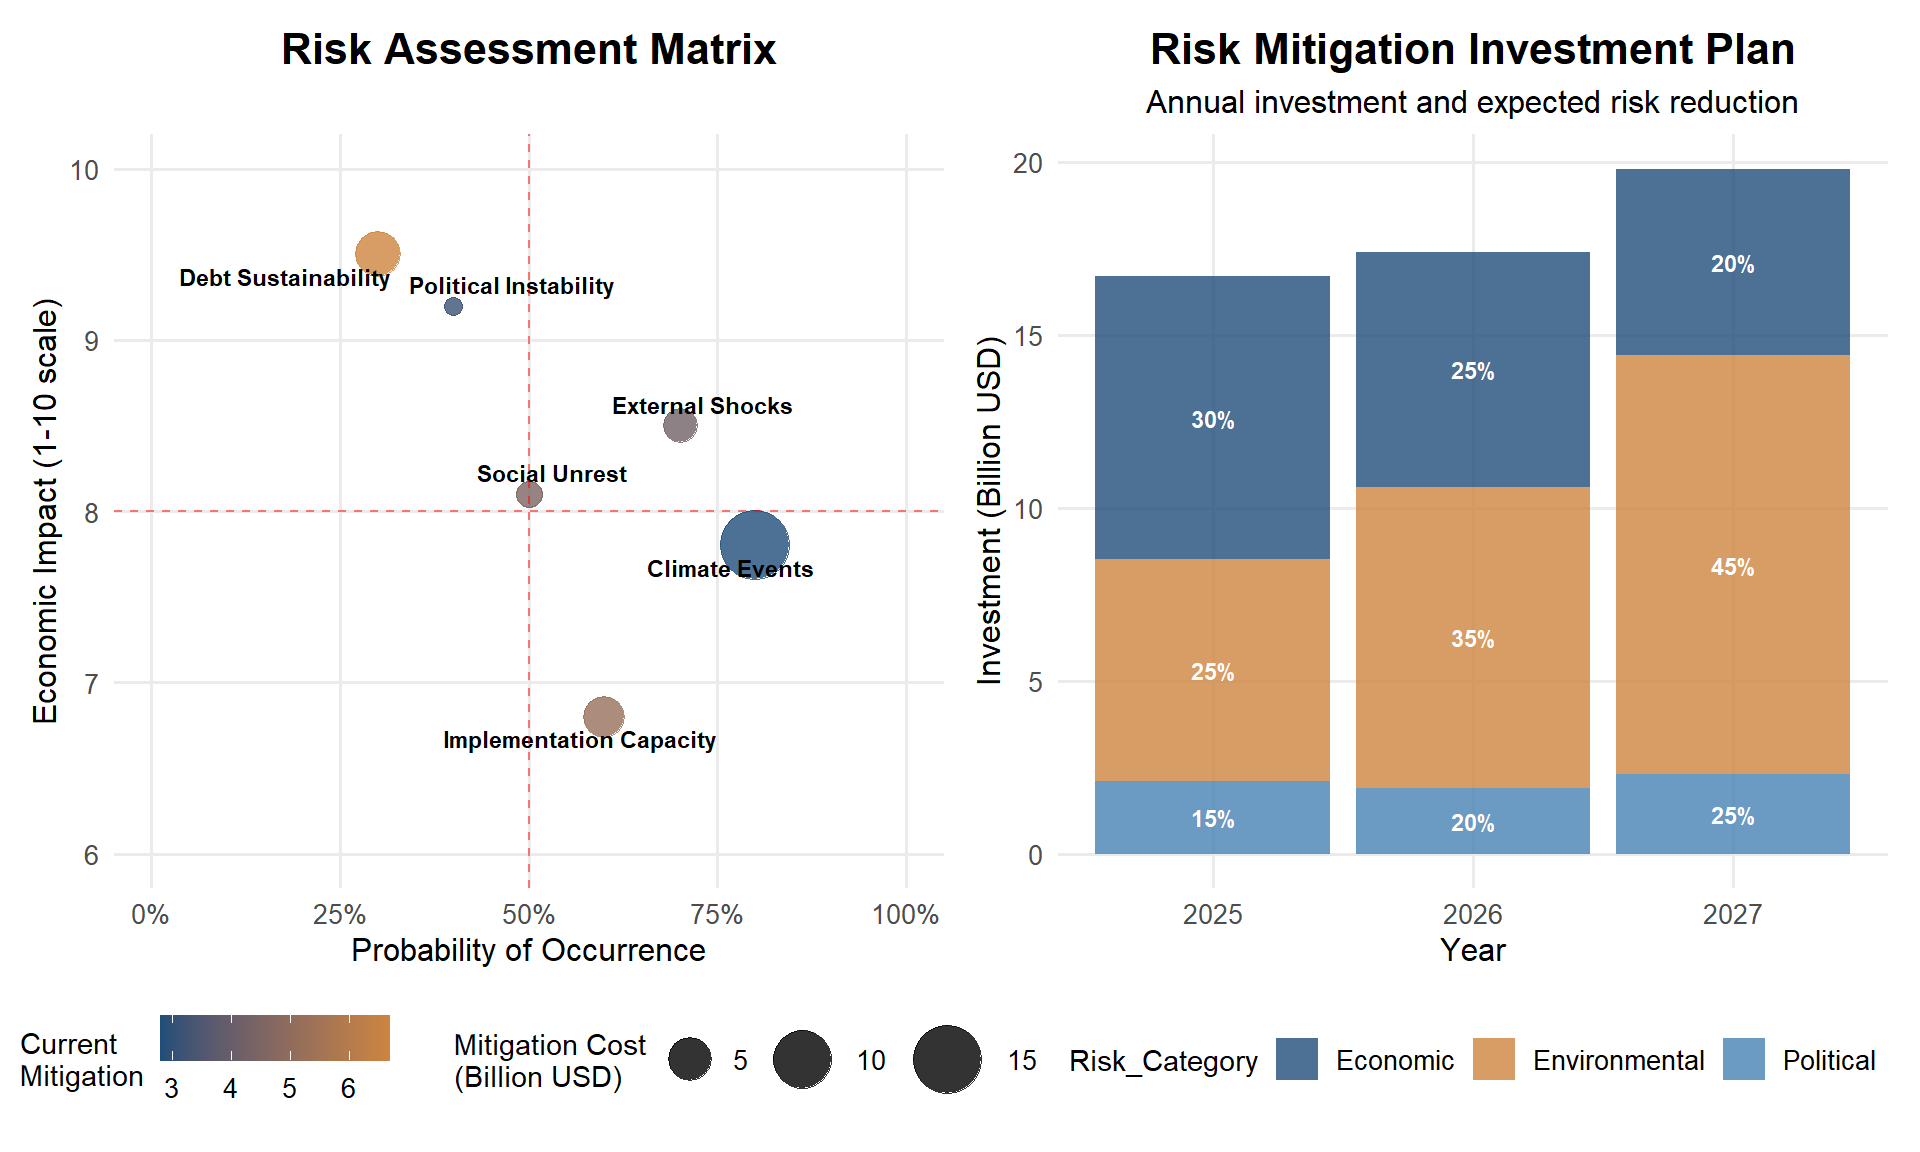 Risk Assessment Matrix
Economic Impact (1-10 scale)
10
9
8
7
6
Debt Sustainability
Political Instability
External Shocks
Social Unrest
Climate Events
Implementation Capacity
0%
25%
50%
75%
100%
Probability of Occurrence
Current
Mitigation
3
4
5
6
Mitigation Cost
(Billion USD)
5
10
15
Risk Mitigation Investment Plan
Annual investment and expected risk reduction
Investment (Billion USD)
20
15
10
5
0
30%
25%
15%
25%
35%
20%
20%
45%
25%
2025
2026
2027
Year
Risk_Category
Economic
Environmental
Political